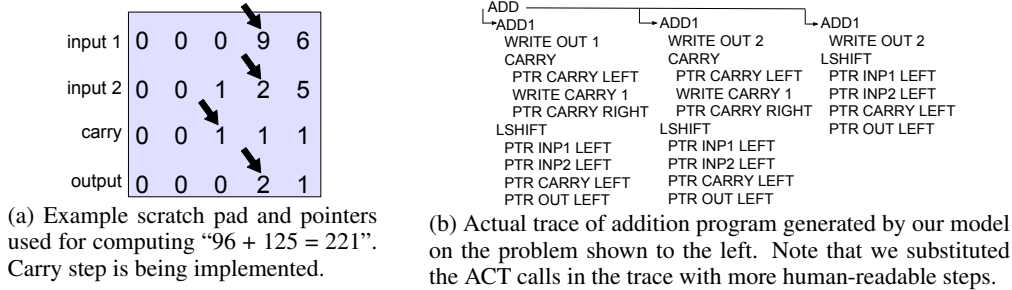 input 1 0 0 0 9 6
input 2 0 0 1 2 5
carry 0 0 1 1 1
output 0 0 0 2 1
(a) Example scratch pad and pointers
used for computing “96 + 125 = 221”.
Carry step is being implemented.
ADD
ADD1
WRITE OUT 1
CARRY
PTR CARRY LEFT
WRITE CARRY 1
PTR CARRY RIGHT
LSHIFT
PTR INP1 LEFT
PTR INP2 LEFT
PTR CARRY LEFT
PTR OUT LEFT
ADD1
WRITE OUT 2
CARRY
PTR CARRY LEFT
WRITE CARRY 1
PTR CARRY RIGHT
LSHIFT
PTR INP1 LEFT
PTR INP2 LEFT
PTR CARRY LEFT
PTR OUT LEFT
ADD1
WRITE OUT 2
LSHIFT
PTR INP1 LEFT
PTR INP2 LEFT
PTR CARRY LEFT
PTR OUT LEFT
(b) Actual trace of addition program generated by our model
on the problem shown to the left. Note that we substituted
the ACT calls in the trace with more human-readable steps.